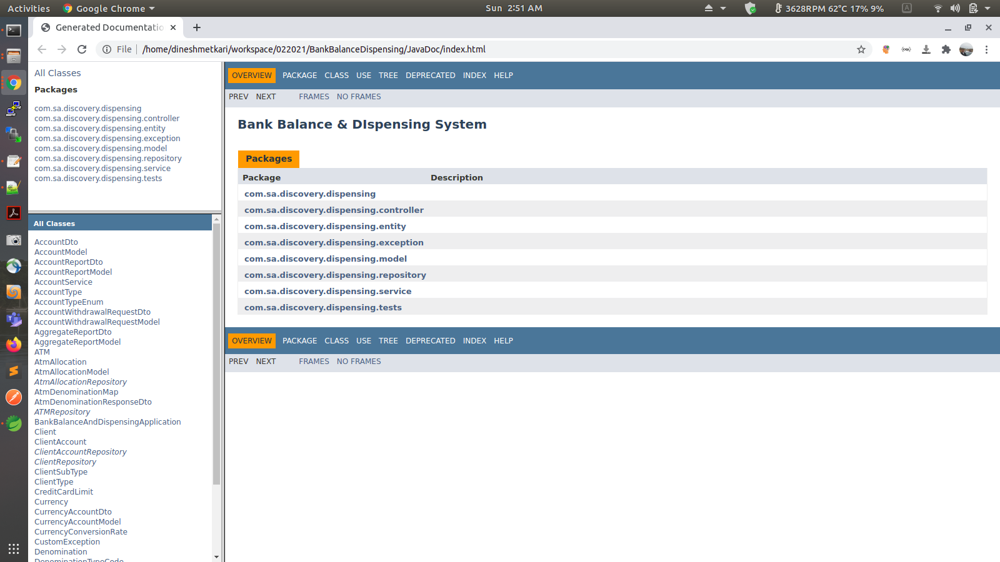 Activities Google Chrome Sun 2:51 AM 3628RPM 62°C 17% 9% A
Generated Documentatio
File /home/dineshmetkari/workspace/022021/BankBalanceDispensing/JavaDoc/index.html
All Classes
Packages
com.sa.discovery.dispensing
com.sa.discovery.dispensing.controller
com.sa.discovery.dispensing.entity
com.sa.discovery.dispensing.exception
com.sa.discovery.dispensing.model
com.sa.discovery.dispensing.repository
com.sa.discovery.dispensing.service
com.sa.discovery.dispensing.tests
All Classes
AccountDto
AccountModel
AccountReportDto
AccountReportModel
AccountService
AccountType
AccountTypeEnum
AccountWithdrawalRequestDto
AccountWithdrawalRequestModel
AggregateReportDto
AggregateReportModel
ATM
AtmAllocation
AtmAllocationModel
AtmAllocationRepository
AtmDenominationMap
AtmDenominationResponseDto
ATMRepository
BankBalanceAndDispensingApplication
Client
ClientAccount
ClientAccountRepository
ClientRepository
ClientSubType
ClientType
CreditCardLimit
Currency
CurrencyAccountDto
CurrencyAccountModel
CurrencyConversionRate
CustomException
Denomination
DenominationTypeCode
OVERVIEW PACKAGE CLASS USE TREE DEPRECATED INDEX HELP
PREV NEXT FRAMES NO FRAMES
Bank Balance & DIspensing System
Packages
Package Description
com.sa.discovery.dispensing
com.sa.discovery.dispensing.controller
com.sa.discovery.dispensing.entity
com.sa.discovery.dispensing.exception
com.sa.discovery.dispensing.model
com.sa.discovery.dispensing.repository
com.sa.discovery.dispensing.service
com.sa.discovery.dispensing.tests
OVERVIEW PACKAGE CLASS USE TREE DEPRECATED INDEX HELP
PREV NEXT FRAMES NO FRAMES